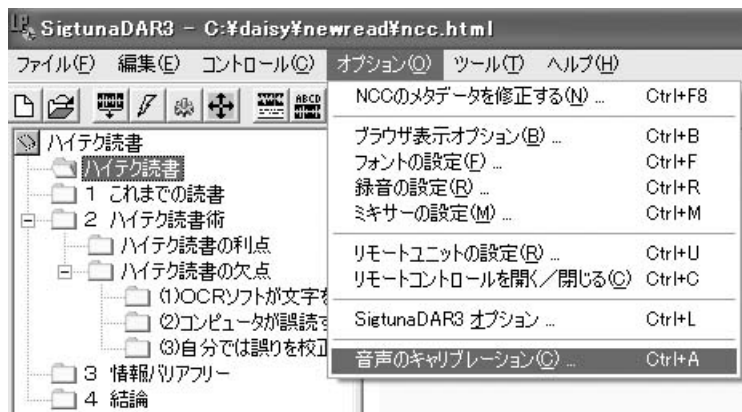 SigtunaDAR3 - C:¥daisy¥newread¥ncc.html
ファイル(F) 編集(E) コントロール(C) オプション(O) ツール(T) ヘルプ(H)
ABCD
ハイテク読書
ハイテク読書
1 これまでの読書
2 ハイテク読書術
ハイテク読書の利点
ハイテク読書の欠点
(1)OCRソフトが文字を
(2)コンピュータが誤読す
(3)自分では誤りを校正
3 情報バリアフリー
4 結論
NCCのメタデータを修正する(N) ... Ctrl+F8
ブラウザ表示オプション(B) ... Ctrl+B
フォントの設定(F) ... Ctrl+F
録音の設定(R) ... Ctrl+R
ミキサーの設定(M) ... Ctrl+M
リモートユニットの設定(R) ... Ctrl+U
リモートコントロールを開く／閉じる(C) Ctrl+C
SigtunaDAR3 オプション ... Ctrl+L
音声のキャリブレーション(C) ... Ctrl+A